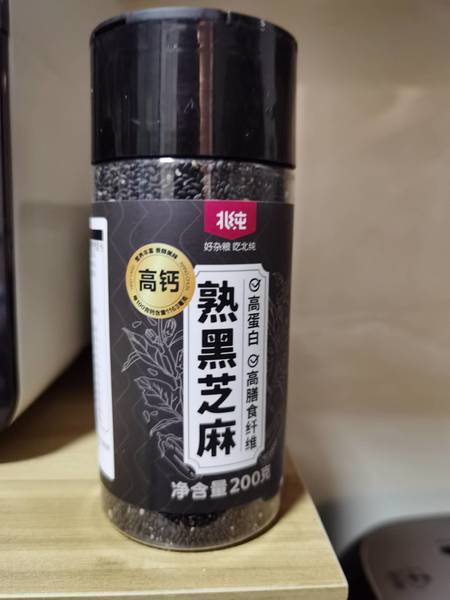 北纯
好杂粮 吃北纯
高钙
熟黑芝麻
高蛋白
高膳食纤维
净含量200克